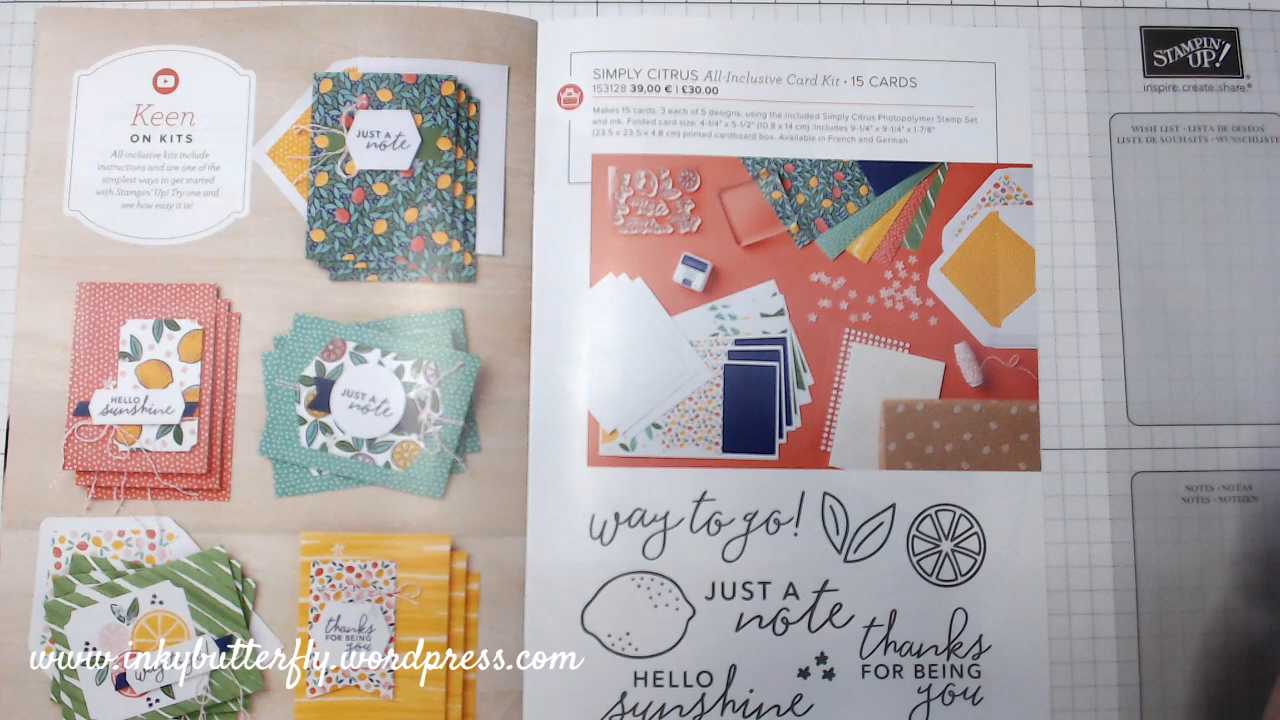 Keen
ON KITS
All-inclusive kits include
instructions and are one of the
simplest ways to get started
with Stampin' Up! Try one and
see how easy it is!
JUST A
note
HELLO
sunshine
JUST A
note
way
thanks
FOR BEING
you
SIMPLY CITRUS All-Inclusive Card Kit • 15 CARDS
153128 39,00 € | £30.00
Makes 15 cards, 3 each of 5 designs, using the included Simply Citrus Photopolymer Stamp Set
and ink. Folded card size: 4-1/4" x 5-1/2" (10.8 x 14 cm). Includes 9-1/4" x 9-1/4" x 1-7/8"
(23.5 x 23.5 x 4.8 cm) printed cardboard box. Available in French and German
way to go!
JUST A
note
thanks
FOR BEING
you
HELLO
sunshine
STAMPIN' UP!
inspire.create.share.®
WISH LIST • LISTA DE DESEOS
LISTE DE SOUHAITS • WUNSCHLISTE
NOTES • NOTAS
NOTES • NOTIZEN
www.inkybutterfly.wordpress.com